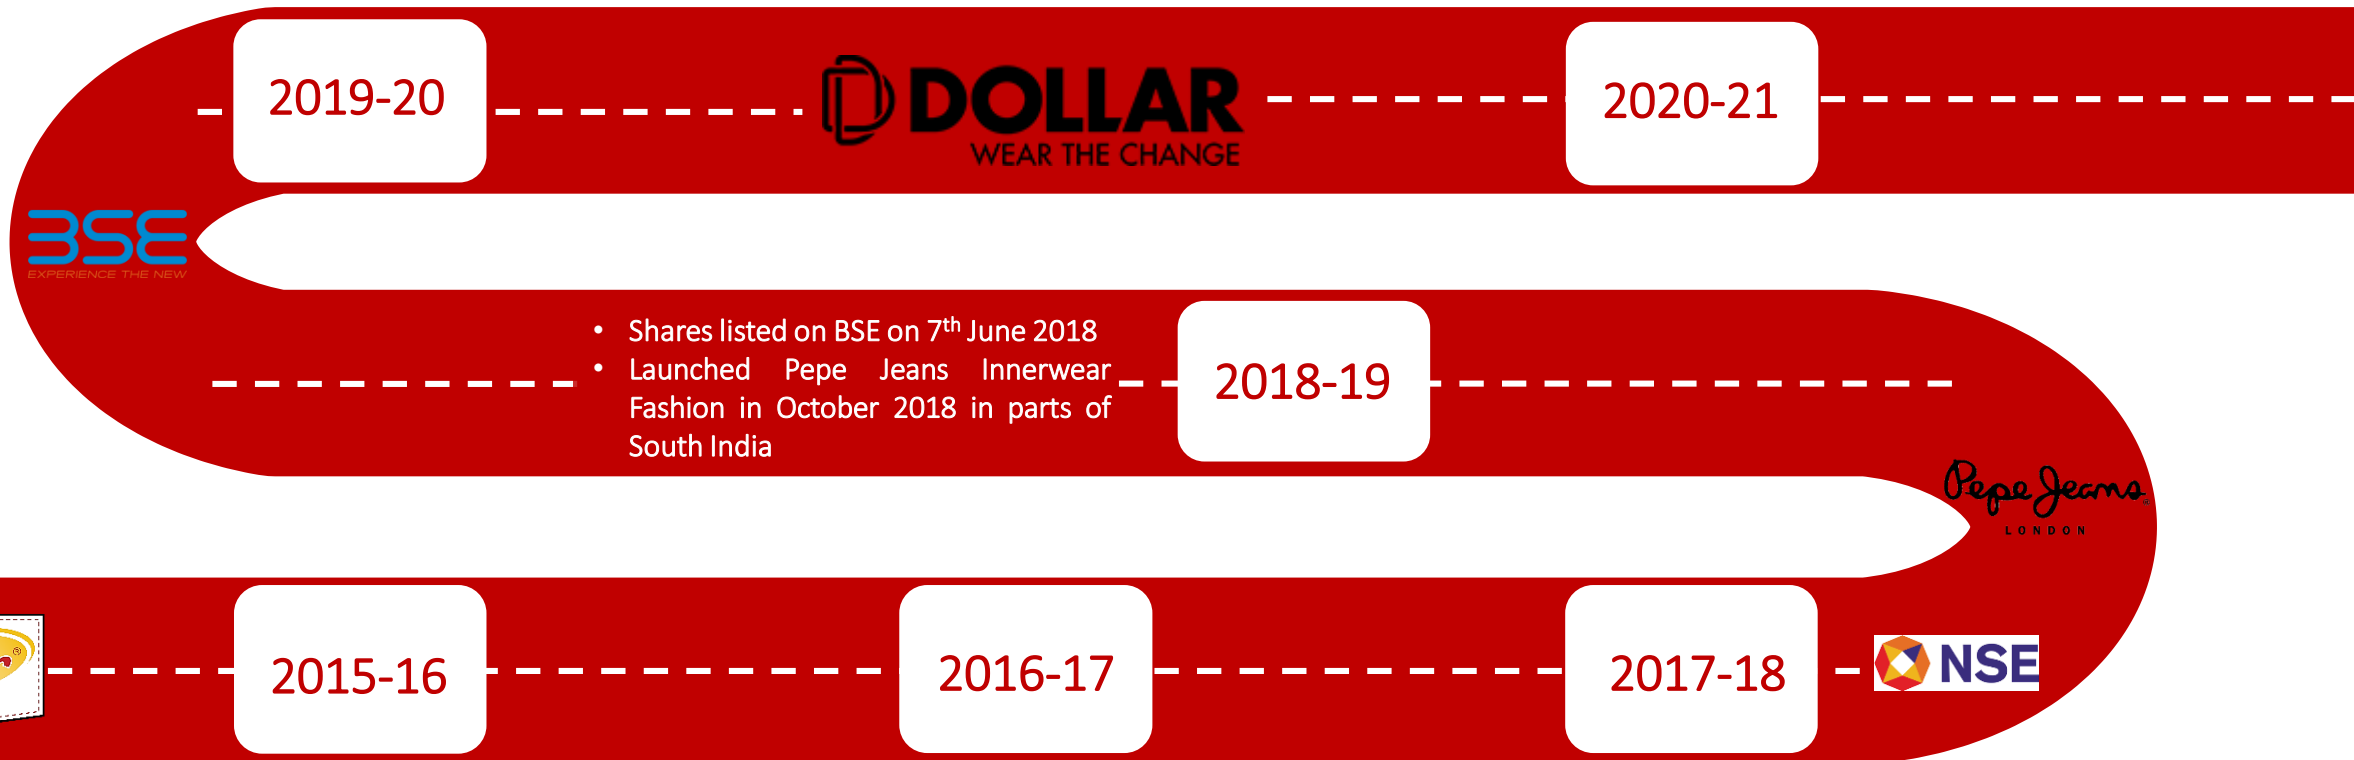 2019-20
DOLLAR
WEAR THE CHANGE
2020-21
BSE
EXPERIENCE THE NEW
• Shares listed on BSE on 7th June 2018
• Launched Pepe Jeans Innerwear
Fashion in October 2018 in parts of
South India
2018-19
Pepe Jeans
LONDON
2015-16
2016-17
2017-18
NSE